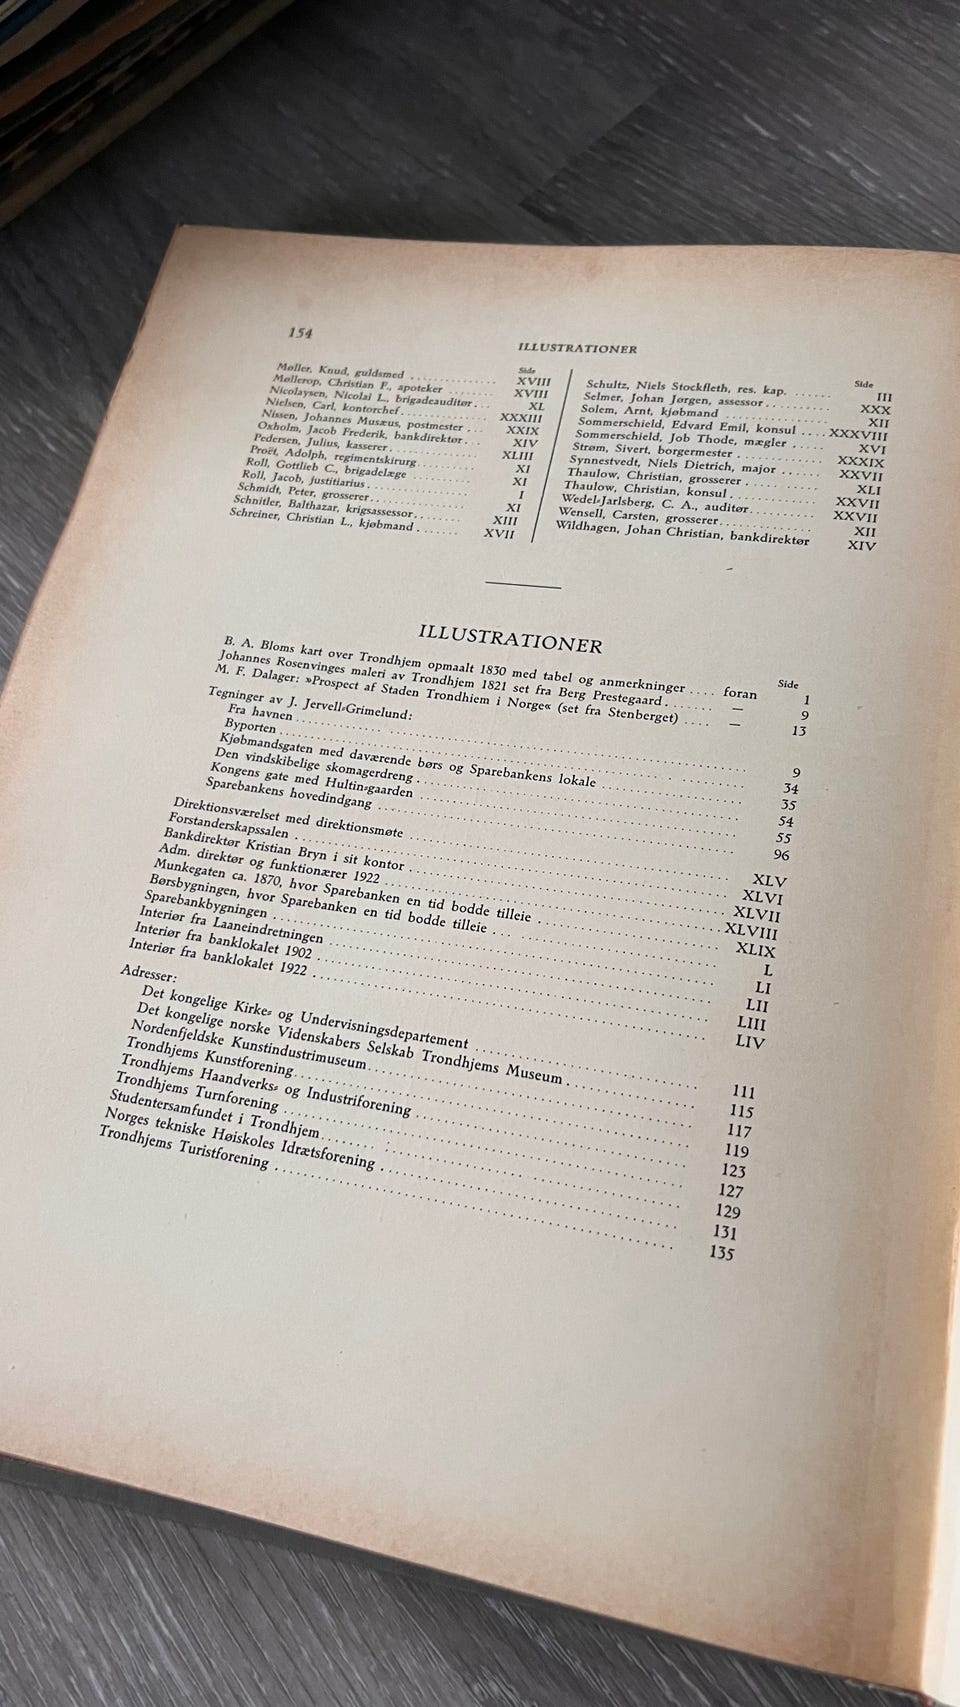 154
ILLUSTRATIONER
Side
Møller, Knud, guldsmed .............. XVIII
Møllerop, Christian F., apoteker ........ XVIII
Nicolaysen, Nicolai L., brigadeauditør... XL
Nielsen, Carl, kontorchef.............. XXXIII
Nissen, Johannes Musæus, postmester ... XXIX
Oxholm, Jacob Frederik, bankdirektør... XIV
Pedersen, Julius, kasserer.............. XLIII
Proët, Adolph, regimentskirurg......... XI
Roll, Gottlieb C., brigadelæge .......... XI
Roll, Jacob, justitiarius................ I
Schmidt, Peter, grosserer.............. XI
Schnitler, Balthazar, krigsassessor....... XIII
Schreiner, Christian L., kjøbmand ....... XVII
Side
Schultz, Niels Stockfleth, res. kap. ...... III
Selmer, Johan Jørgen, assessor.......... XXX
Solem, Arnt, kjøbmand ............... XII
Sommerschield, Edvard Emil, konsul .... XXXVIII
Sommerschield, Job Thode, mægler ..... XVI
Strøm, Sivert, borgermester ............ XXXIX
Synnestvedt, Niels Dietrich, major ...... XXVII
Thaulow, Christian, grosserer .......... XLI
Thaulow, Christian, konsul ............ XXVII
Wedel-Jarlsberg, C. A., auditør.......... XXVII
Wensell, Carsten, grosserer............. XII
Wildhagen, Johan Christian, bankdirektør XIV
ILLUSTRATIONER
Side
B. A. Bloms kart over Trondhjem opmaalt 1830 med tabel og anmerkninger .... foran 1
Johannes Rosenvinges maleri av Trondhjem 1821 set fra Berg Prestegaard....... — 9
M. F. Dalager: »Prospect af Staden Trondhiem i Norge« (set fra Stenberget) .... — 13
Tegninger av J. Jervell-Grimelund:
Fra havnen .......... 9
Byporten .......... 34
Kjøbmandsgaten med daværende børs og Sparebankens lokale .......... 35
Den vindskibelige skomagerdreng .......... 54
Kongens gate med Hultin-gaarden .......... 55
Sparebankens hovedindgang .......... 96
Direktionsværelset med direktionsmøte .......... XLV
Forstanderskapssalen .......... XLVI
Bankdirektør Kristian Bryn i sit kontor .......... XLVII
Adm. direktør og funktionærer 1922 .......... XLVIII
Munkegaten ca. 1870, hvor Sparebanken en tid bodde tilleie .......... XLIX
Børsbygningen, hvor Sparebanken en tid bodde tilleie .......... L
Sparebankbygningen .......... LI
Interiør fra Laaneindretningen .......... LII
Interiør fra banklokalet 1902 .......... LIII
Interiør fra banklokalet 1922 .......... LIV
Adresser:
Det kongelige Kirke- og Undervisningsdepartement .......... 111
Det kongelige norske Videnskabers Selskab Trondhjems Museum .......... 115
Nordenfjeldske Kunstindustrimuseum .......... 117
Trondhjems Kunstforening .......... 119
Trondhjems Haandverks- og Industriforening .......... 123
Trondhjems Turnforening .......... 127
Studentersamfundet i Trondhjem .......... 129
Norges tekniske Høiskoles Idrætsforening .......... 131
Trondhjems Turistforening .......... 135